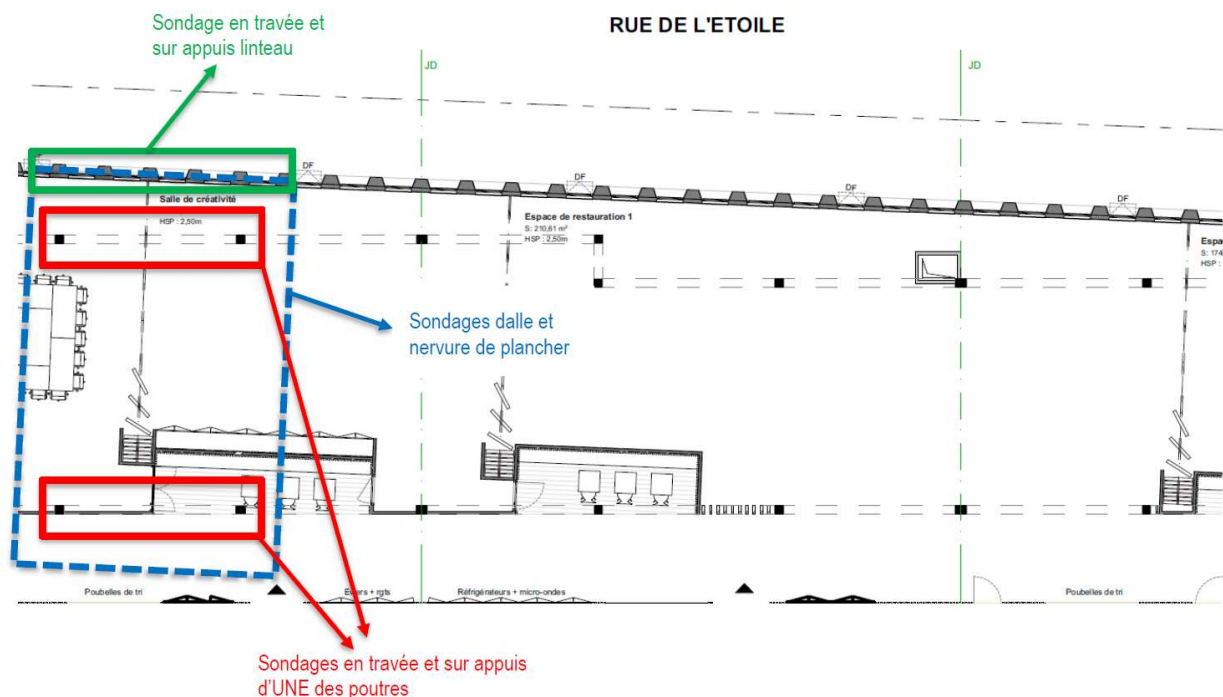 Sondage en travée et
sur appuis linteau
RUE DE L'ETOILE
JD
JD
DF
DF
DF
DF
Salle de créativité
HSP : 2,50m
Espace de restauration 1
S: 210,61 m²
HSP : 2,50m
Espa
S: 174
HSP :
Sondages dalle et
nervure de plancher
Poubelles de tri
Eviers + rgts
Réfrigérateurs + micro-ondes
Poubelles de tri
Sondages en travée et sur appuis
d'UNE des poutres